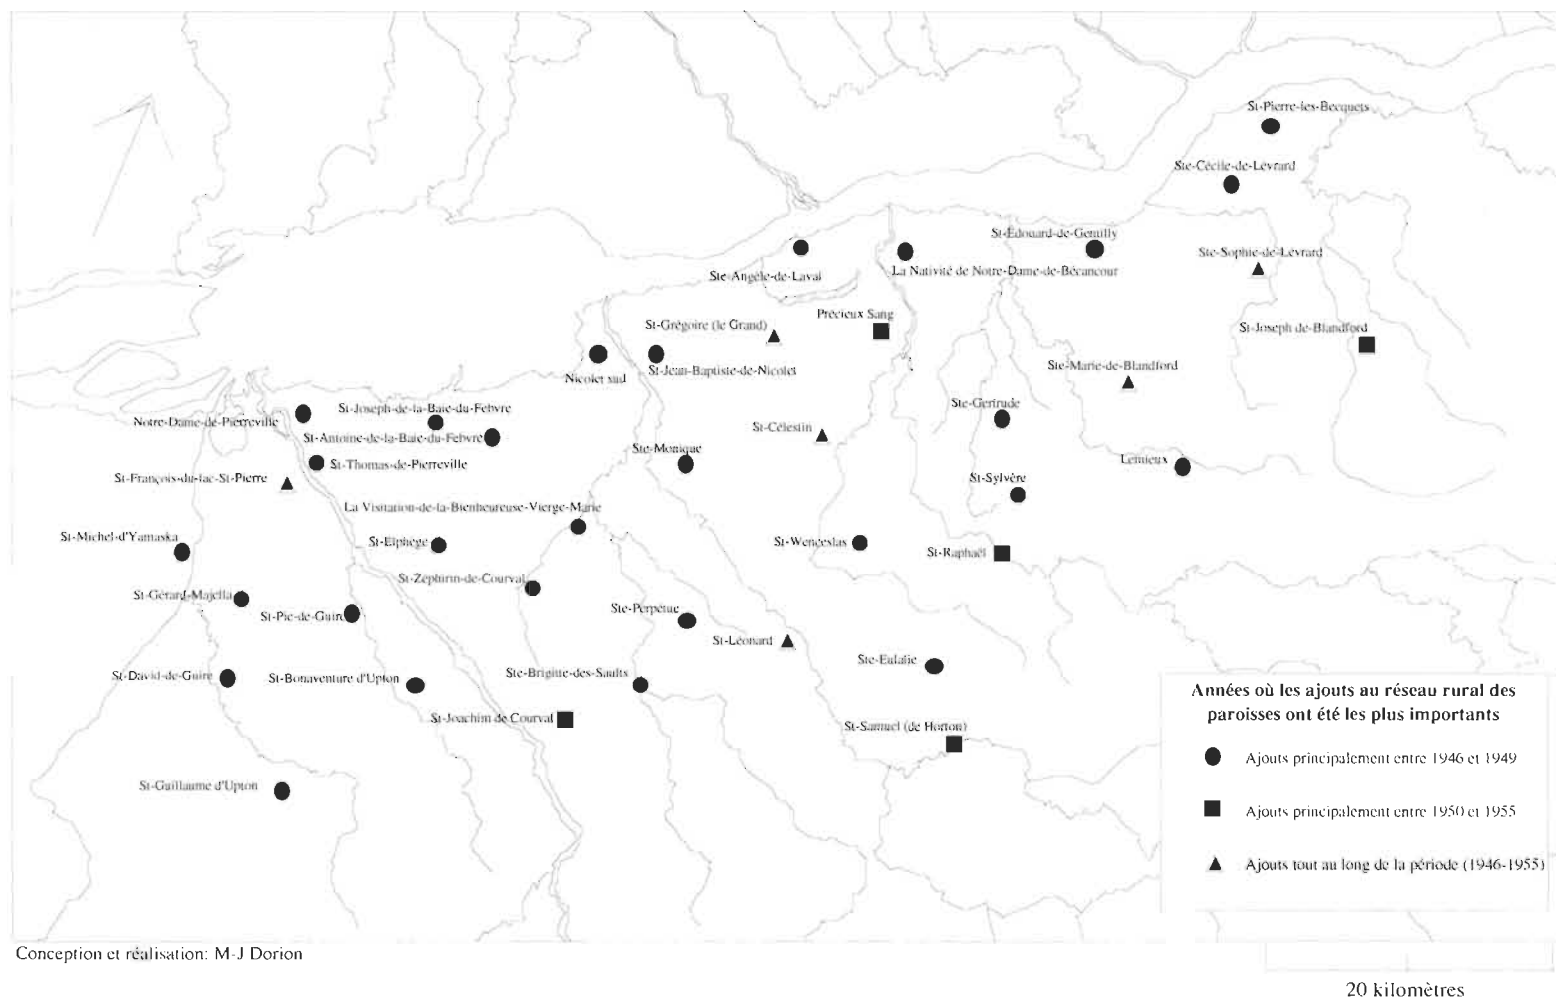 St-Pierre-les-Becquets
Ste-Cécile-de-Lévrard
St-Édouard-de-Gentilly
Ste-Sophie-de-Lévrard
Ste-Angèle-de-Laval
La Nativité de Notre-Dame-de-Bécancour
St-Grégoire (le Grand)
Précieux Sang
St-Joseph de-Blandford
Nicolet sud
St-Jean-Baptiste-de-Nicolet
Ste-Marie-de-Blandford
Notre-Dame-de-Pierreville
St-Joseph-de-la-Baie-du-Febvre
Ste-Gertrude
St-Antoine-de-la-Baie-du-Febvre
St-Célestin
Ste-Monique
St-Thomas-de-Pierreville
Lemieux
St-François-du-lac-St-Pierre
St-Sylvère
La Visitation-de-la-Bienheureuse-Vierge-Marie
St-Michel-d'Yamaska
St-Elphège
St-Wenceslas
St-Raphaël
St-Zéphirin-de-Courval
St-Gérard-Majella
St-Pie-de-Guire
Ste-Perpétue
St-Léonard
Ste-Eulalie
St-David-de-Guire
St-Bonaventure d'Upton
Ste-Brigitte-des-Saults
St-Joachim de Courval
St-Samuel (de Horton)
St-Guillaume d'Upton
Années où les ajouts au réseau rural des
paroisses ont été les plus importants
Ajouts principalement entre 1946 et 1949
Ajouts principalement entre 1950 et 1955
Ajouts tout au long de la période (1946-1955)
Conception et réalisation: M-J Dorion
20 kilomètres